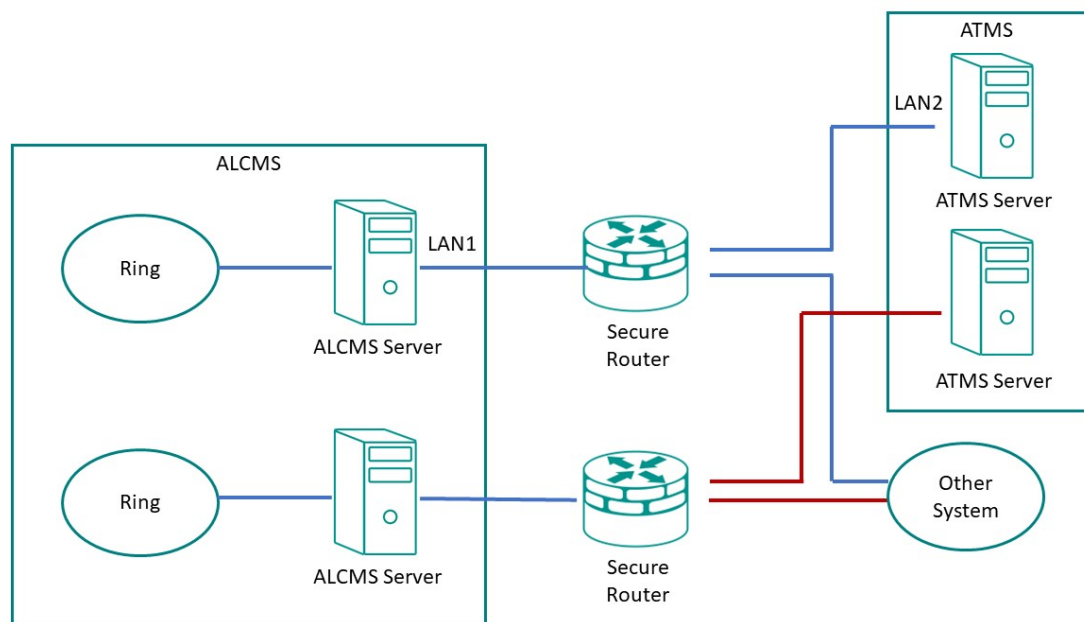 ATMS
LAN2
ATMS Server
ALCMS
Ring
LAN1
ALCMS Server
Secure
Router
ATMS Server
Ring
ALCMS Server
Secure
Router
Other
System